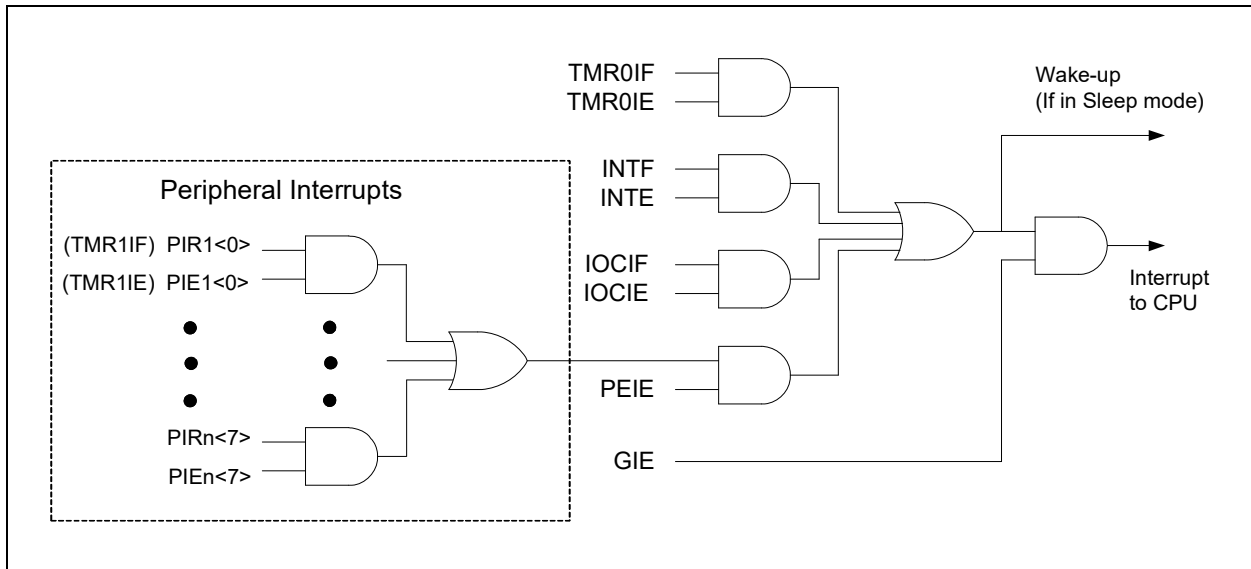 TMR0IF
TMR0IE
Wake-up
(If in Sleep mode)
INTF
INTE
Peripheral Interrupts
(TMR1IF) PIR1<0>
(TMR1IE) PIE1<0>
IOCIF
IOCIE
Interrupt
to CPU
PEIE
PIRn<7>
PIEn<7>
GIE